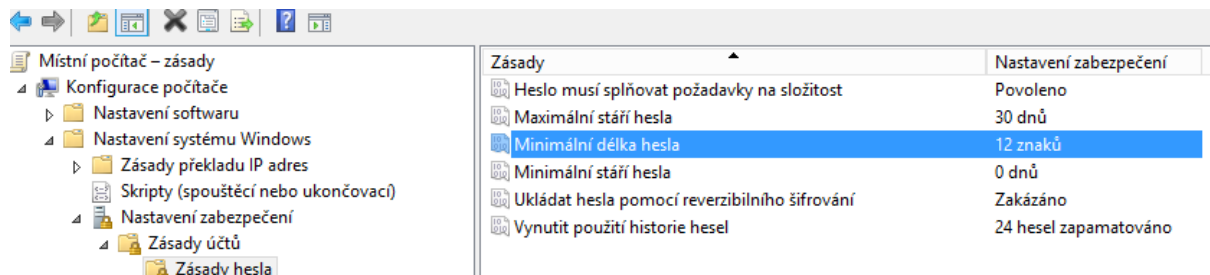 Místní počítač – zásady
Konfigurace počítače
Nastavení softwaru
Nastavení systému Windows
Zásady překladu IP adres
Skripty (spouštěcí nebo ukončovací)
Nastavení zabezpečení
Zásady účtů
Zásady hesla
Zásady Nastavení zabezpečení
Heslo musí splňovat požadavky na složitost Povoleno
Maximální stáří hesla 30 dnů
Minimální délka hesla 12 znaků
Minimální stáří hesla 0 dnů
Ukládat hesla pomocí reverzibilního šifrování Zakázáno
Vynutit použití historie hesel 24 hesel zapamatováno